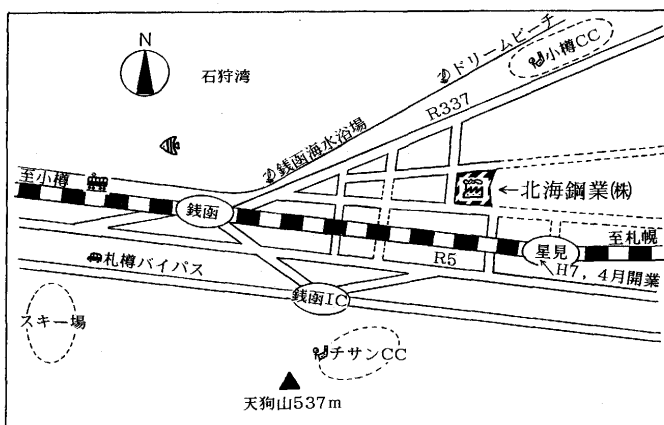 N
石狩湾
ドリームビーチ
小樽CC
R337
銭函海水浴場
至小樽
銭函
←北海鋼業㈱
至札幌
星見
R5
H7,4月開業
札樽バイパス
銭函IC
スキー場
チサンCC
天狗山537m